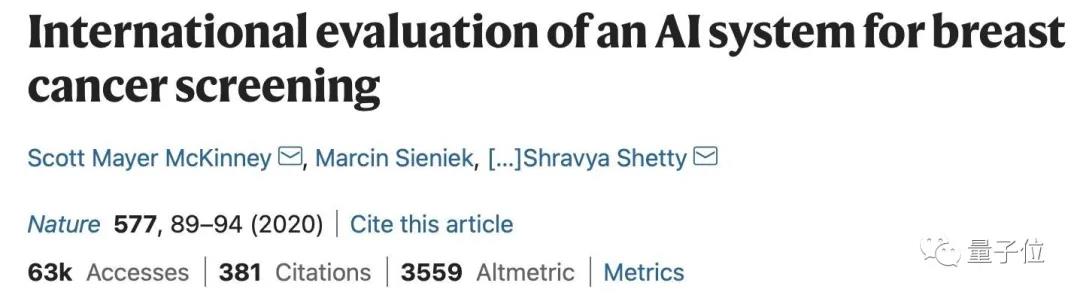 International evaluation of an AI system for breast
cancer screening
Scott Mayer McKinney, Marcin Sieniek, [...]Shravya Shetty
Nature 577, 89–94 (2020) | Cite this article
63k Accesses | 381 Citations | 3559 Altmetric | Metrics
量子位